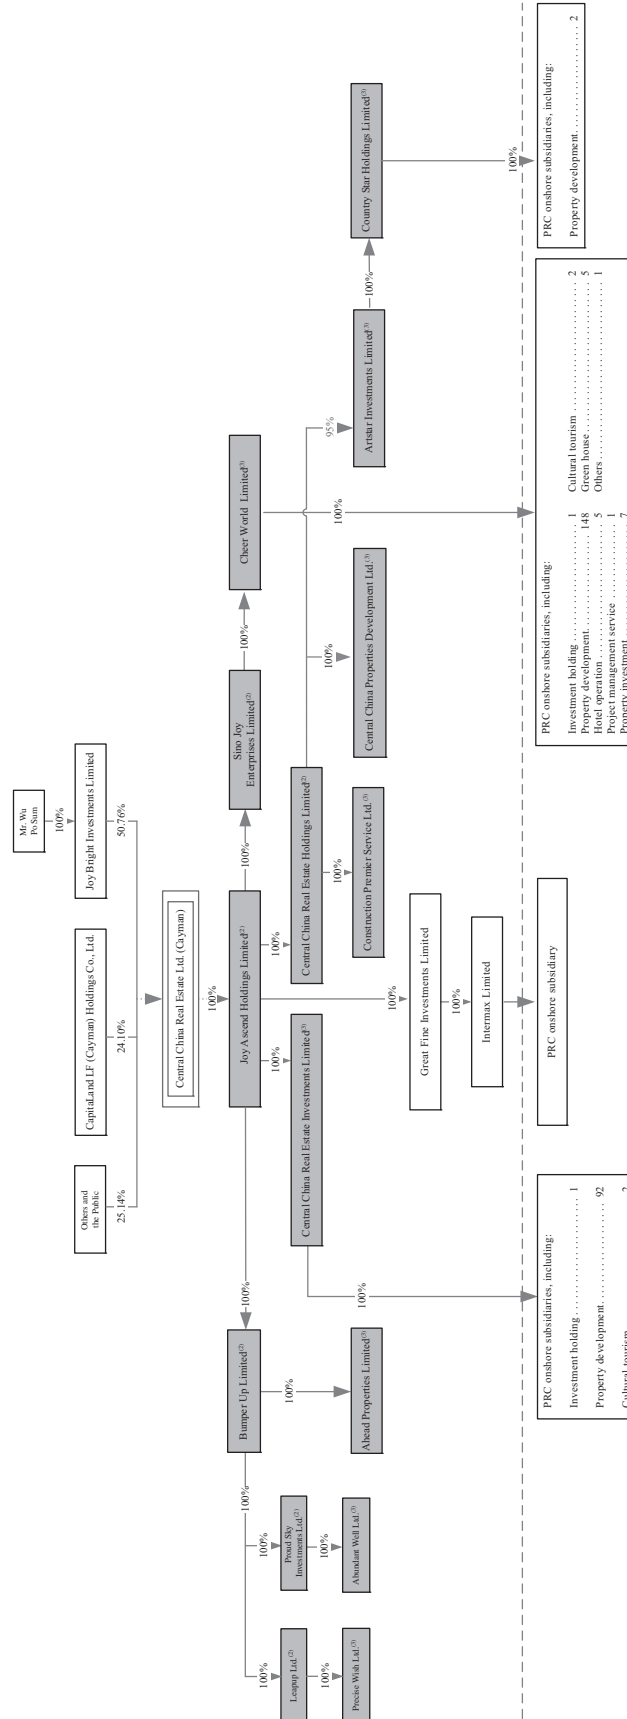 Mr. Wu
Po Sum
100%
Others and
the Public
CapitaLand LF (Cayman) Holdings Co., Ltd.
Joy Bright Investments Limited
25.14%
24.10%
50.76%
Central China Real Estate Ltd. (Cayman)
100%
Bumper Up Limited(2)
100%
Joy Ascend Holdings Limited(2)
100%
Sino Joy
Enterprises Limited(2)
100%
Cheer World Limited(3)
100%
100%
100%
100%
100%
100%
Leapup Ltd.(2)
Proud Sky
Investments Ltd.(2)
100%
Central China Real Estate Investments Limited(3)
Central China Real Estate Holdings Limited(2)
100%
95%
100%
100%
100%
100%
Precise Wish Ltd.(3)
Abundant Well Ltd.(3)
Ahead Properties Limited(3)
Construction Premier Service Ltd.(3)
Central China Properties Development Ltd.(3)
Artstar Investments Limited(3)
100%
Country Star Holdings Limited(3)
100%
Great Fine Investments Limited
100%
Intermax Limited
100%
PRC onshore subsidiaries, including:
Investment holding . . . . . . . . . . . . . . . . . . . . . 1
Property development. . . . . . . . . . . . . . . . . . . 92
Cultural tourism 2
PRC onshore subsidiary
PRC onshore subsidiaries, including:
Investment holding . . . . . . . . . . . . . . . . . 1
Property development. . . . . . . . . . . . . . . 148
Hotel operation . . . . . . . . . . . . . . . . . . . . 5
Project management service . . . . . . . . . . 1
Property investment 7
Cultural tourism . . . . . . . . . . . . . . . . . . . . . 2
Green house . . . . . . . . . . . . . . . . . . . . . . . . 5
Others . . . . . . . . . . . . . . . . . . . . . . . . . . . . 1
PRC onshore subsidiaries, including:
Property development. . . . . . . . . . . . . . . . . . . 2